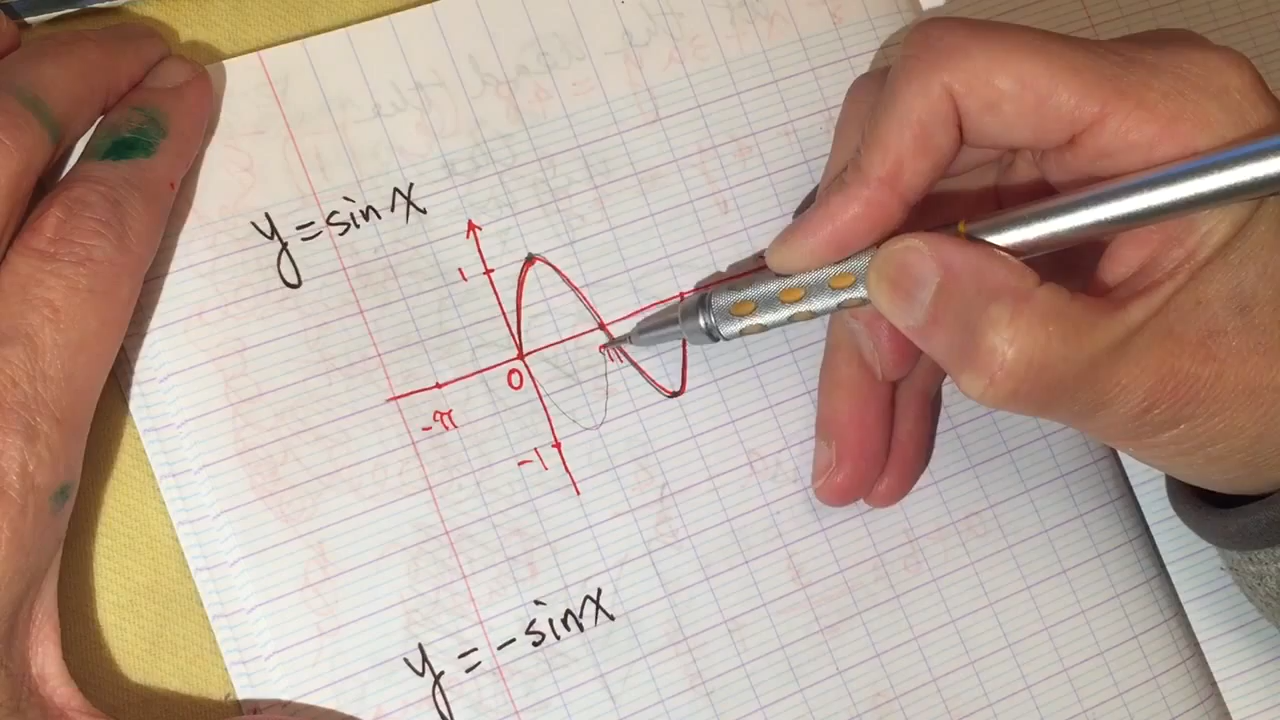 y = sin x
1
0
π
-π
-1
y = -sin x